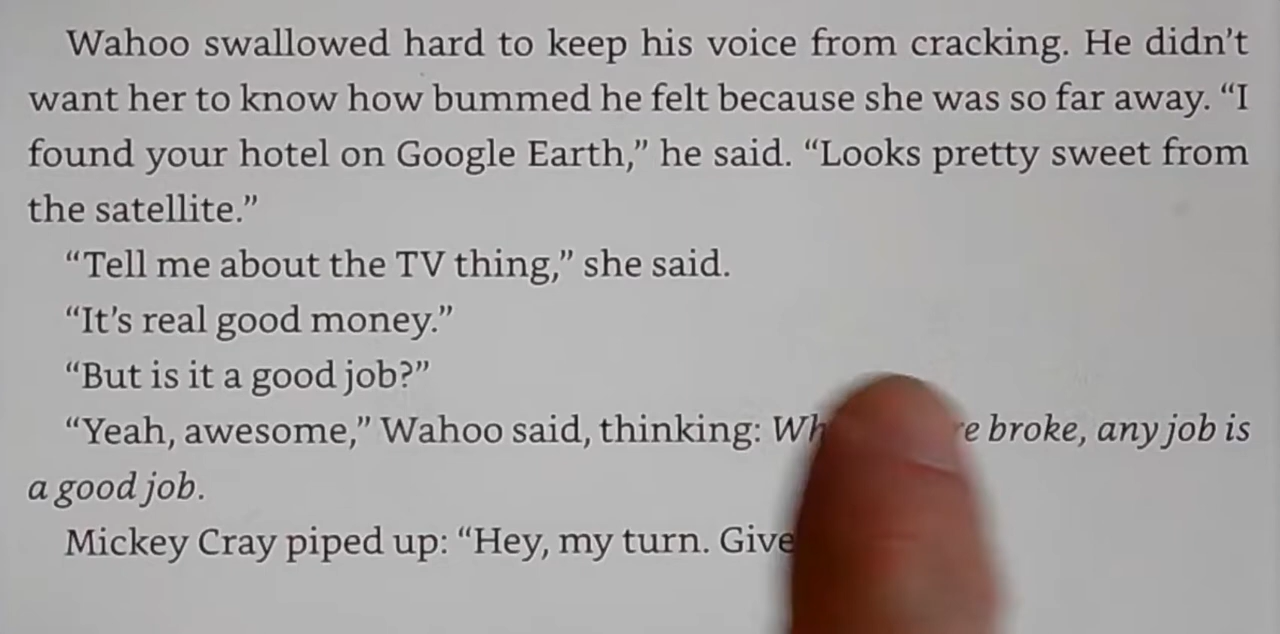 Wahoo swallowed hard to keep his voice from cracking. He didn’t
want her to know how bummed he felt because she was so far away. “I
found your hotel on Google Earth,” he said. “Looks pretty sweet from
the satellite.”
“Tell me about the TV thing,” she said.
“It’s real good money.”
“But is it a good job?”
“Yeah, awesome,” Wahoo said, thinking: broke, any job is
a good job.
Mickey Cray piped up: “Hey, my turn. Give